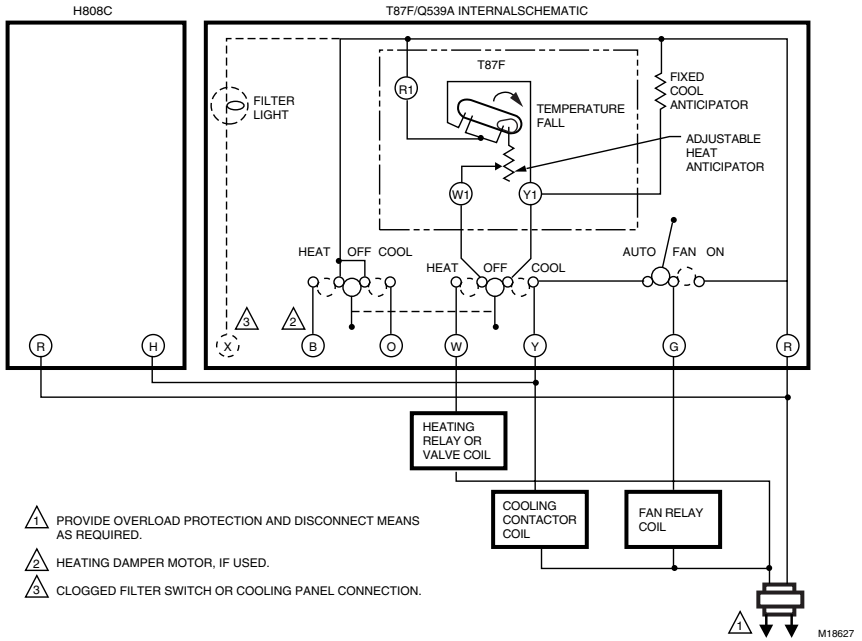 H808C
T87F/Q539A INTERNALSCHEMATIC
FILTER
LIGHT
T87F
R1
TEMPERATURE
FALL
FIXED
COOL
ANTICIPATOR
ADJUSTABLE
HEAT
ANTICIPATOR
W1
Y1
HEAT OFF COOL
HEAT OFF COOL
AUTO FAN ON
3
2
R
H
X
B
O
W
Y
G
R
HEATING
RELAY OR
VALVE COIL
COOLING
CONTACTOR
COIL
FAN RELAY
COIL
1 PROVIDE OVERLOAD PROTECTION AND DISCONNECT MEANS
AS REQUIRED.
2 HEATING DAMPER MOTOR, IF USED.
3 CLOGGED FILTER SWITCH OR COOLING PANEL CONNECTION.
1
M18627